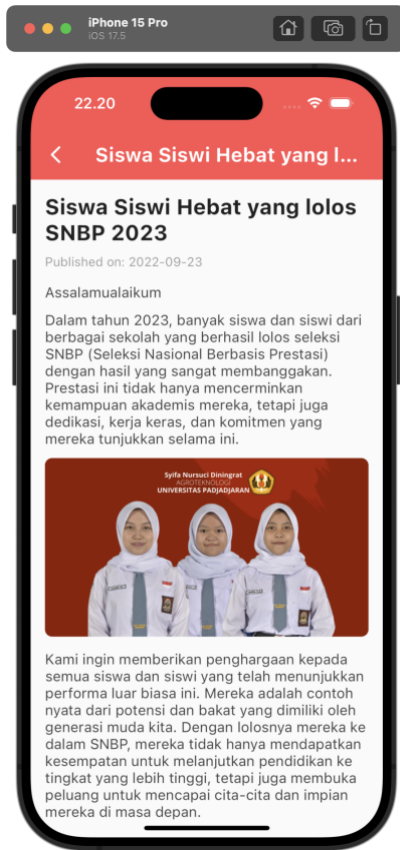 iPhone 15 Pro
iOS 17.5
22.20
Siswa Siswi Hebat yang l...
Siswa Siswi Hebat yang lolos
SNBP 2023
Published on: 2022-09-23
Assalamualaikum
Dalam tahun 2023, banyak siswa dan siswi dari
berbagai sekolah yang berhasil lolos seleksi
SNBP (Seleksi Nasional Berbasis Prestasi)
dengan hasil yang sangat membanggakan.
Prestasi ini tidak hanya mencerminkan
kemampuan akademis mereka, tetapi juga
dedikasi, kerja keras, dan komitmen yang
mereka tunjukkan selama ini.
Syifa Nursuci Diningrat
AGROTEKNOLOGI
UNIVERSITAS PADJADJARAN
Kami ingin memberikan penghargaan kepada
semua siswa dan siswi yang telah menunjukkan
performa luar biasa ini. Mereka adalah contoh
nyata dari potensi dan bakat yang dimiliki oleh
generasi muda kita. Dengan lolosnya mereka ke
dalam SNBP, mereka tidak hanya mendapatkan
kesempatan untuk melanjutkan pendidikan ke
tingkat yang lebih tinggi, tetapi juga membuka
peluang untuk mencapai cita-cita dan impian
mereka di masa depan.